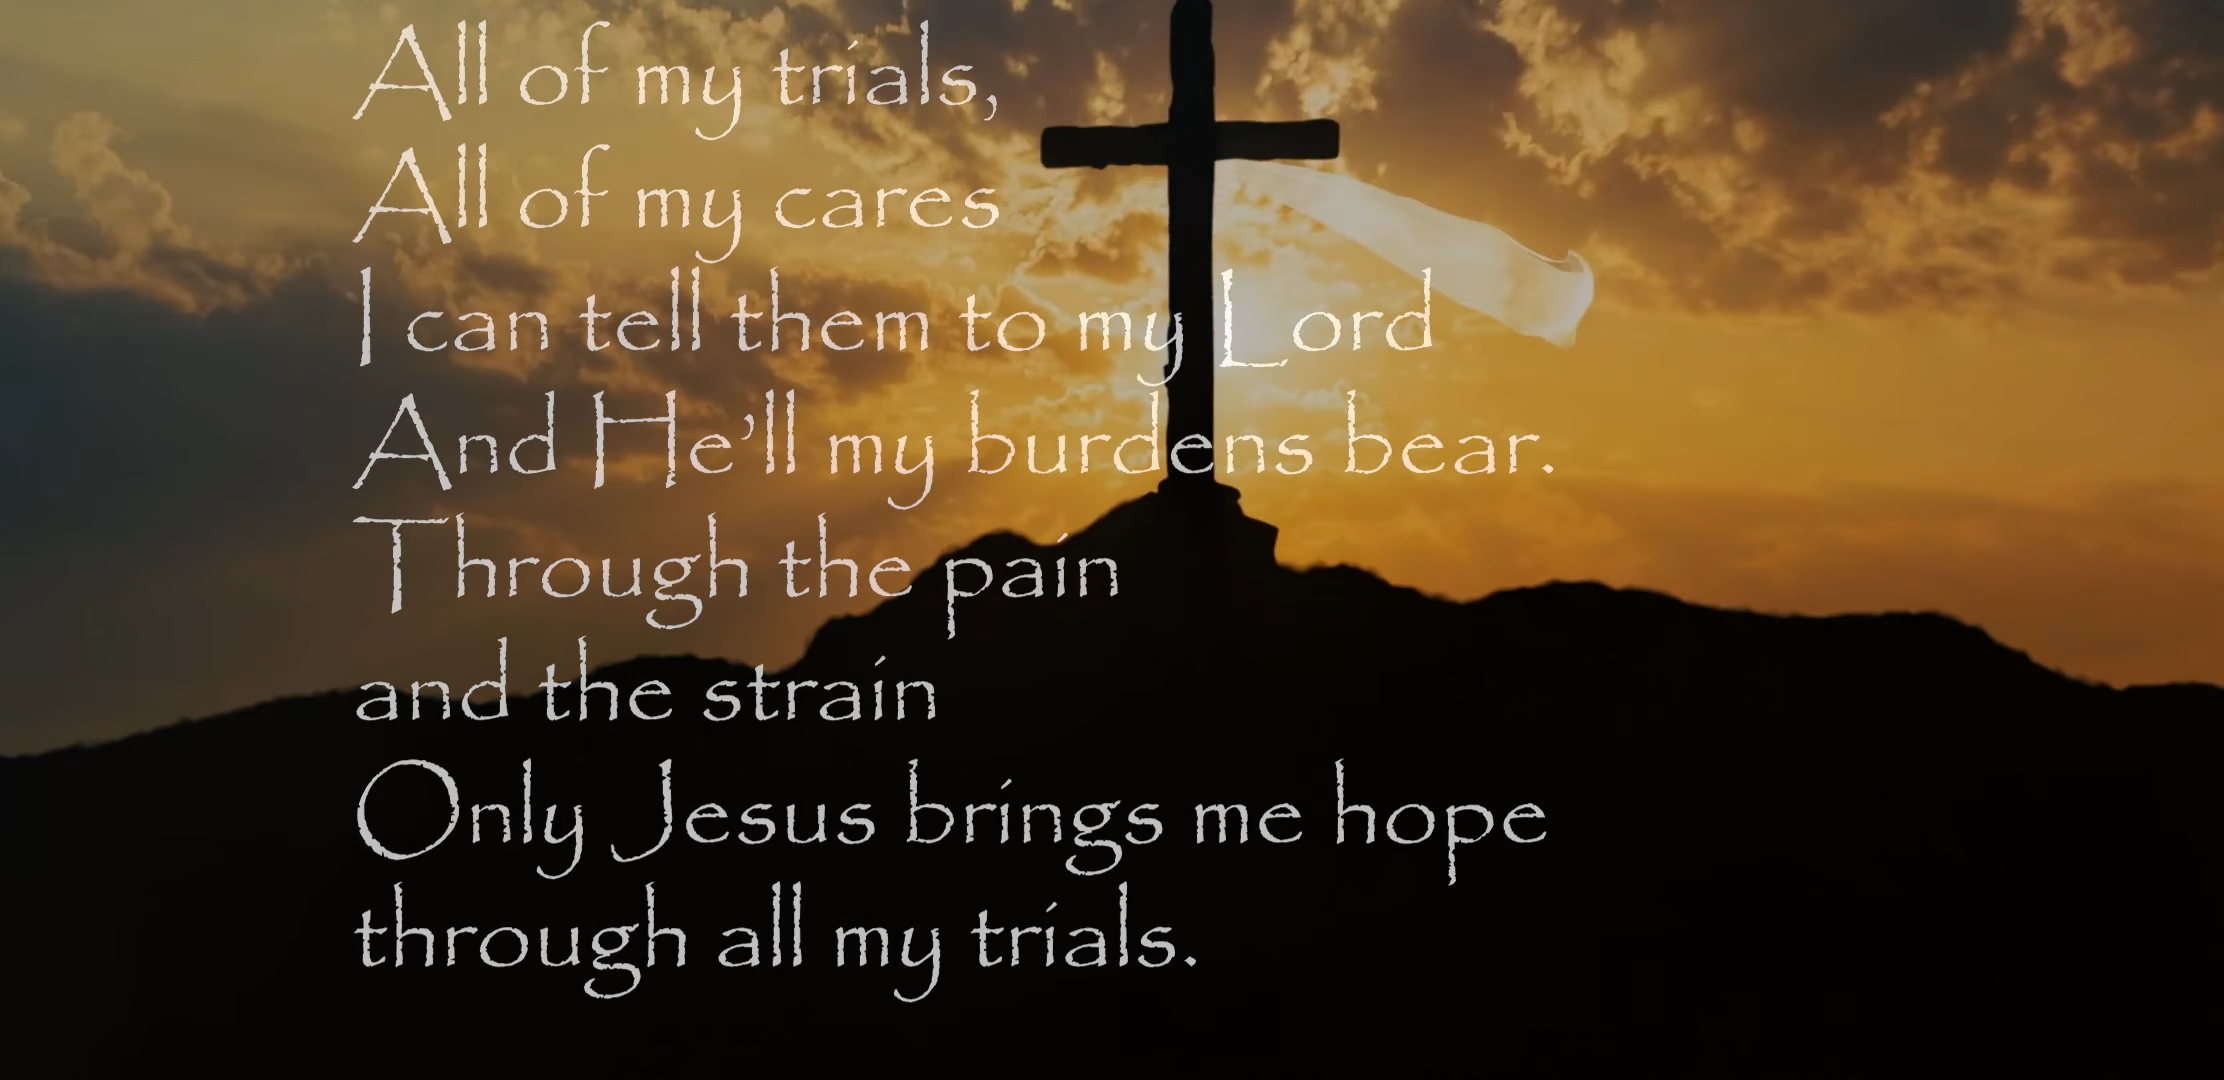 All of my trials,
All of my cares
I can tell them to my Lord
And He'll my burdens bear.
Through the pain
and the strain
Only Jesus brings me hope
through all my trials.